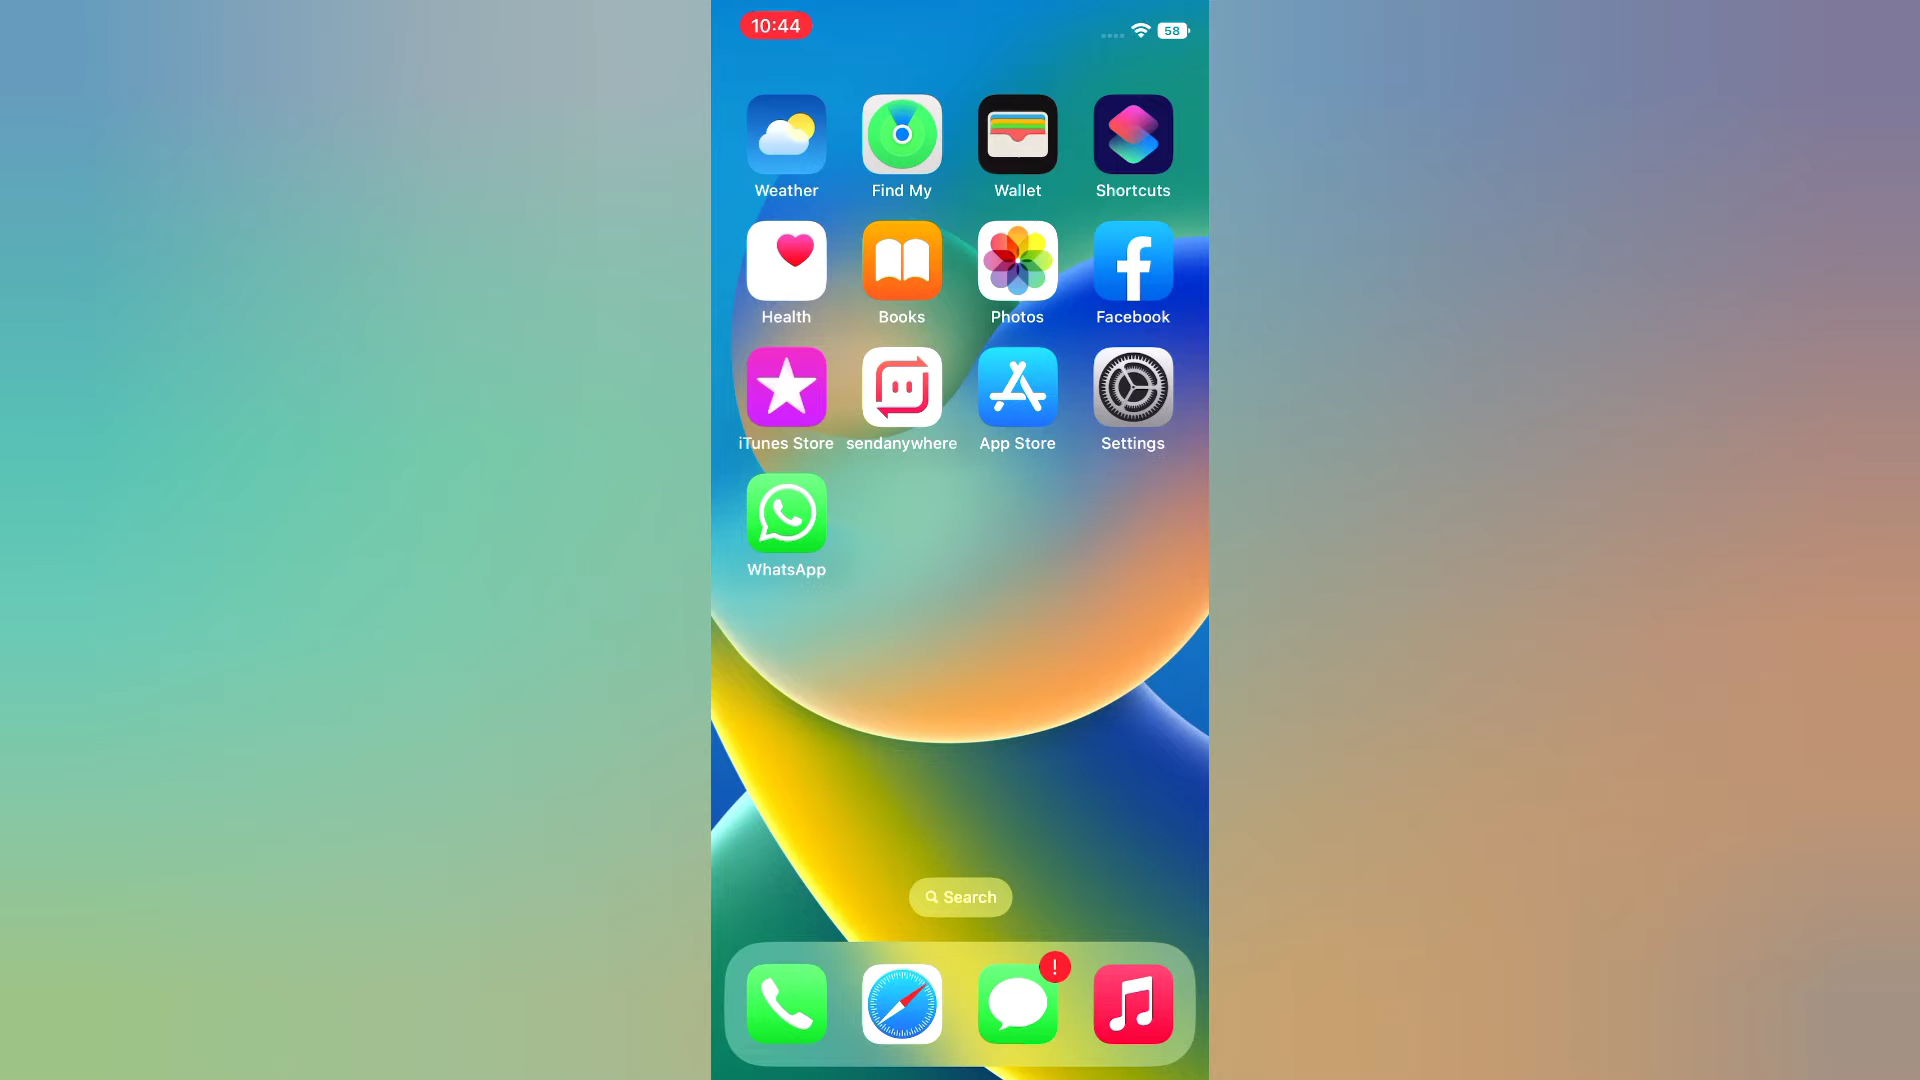 10:44
58
Weather Find My Wallet Shortcuts
Health Books Photos Facebook
iTunes Store sendanywhere App Store Settings
WhatsApp
Search
!